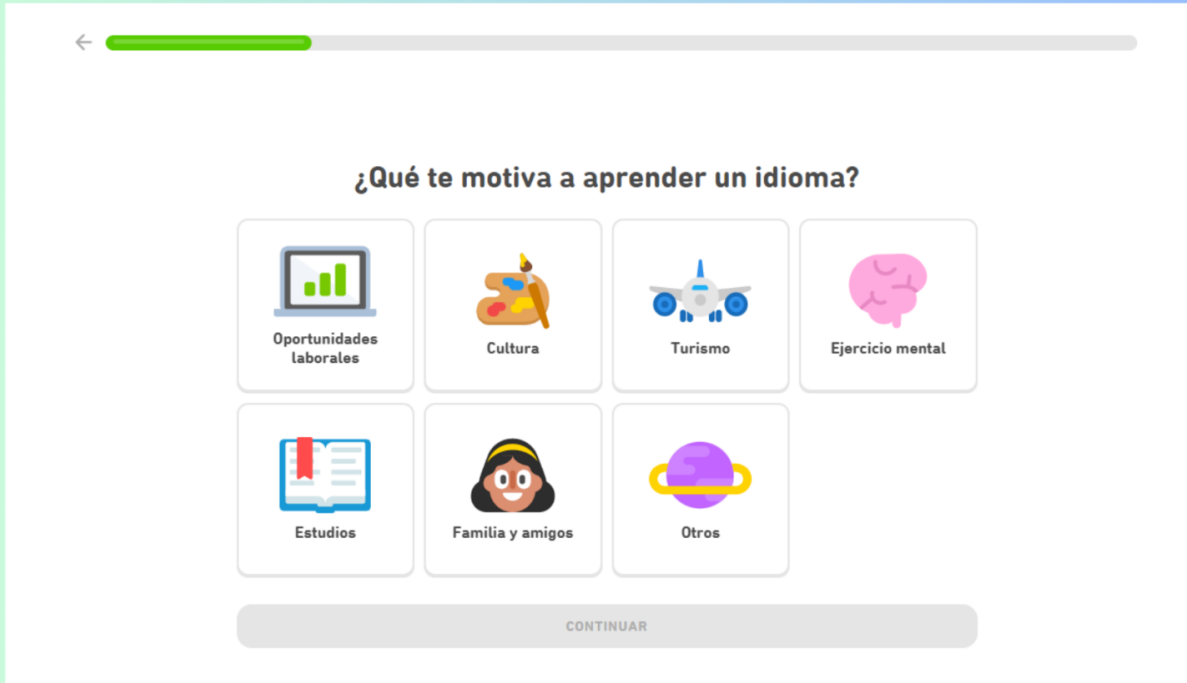 ¿Qué te motiva a aprender un idioma?
Oportunidades
laborales
Cultura
Turismo
Ejercicio mental
Estudios
Familia y amigos
Otros
CONTINUAR